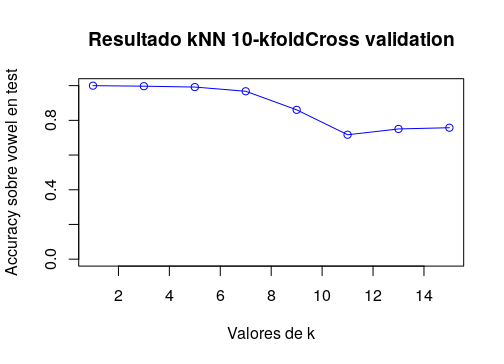 Resultado kNN 10-kfoldCross validation
Accuracy sobre vowel en test
0.8
0.4
0.0
2 4 6 8 10 12 14
Valores de k